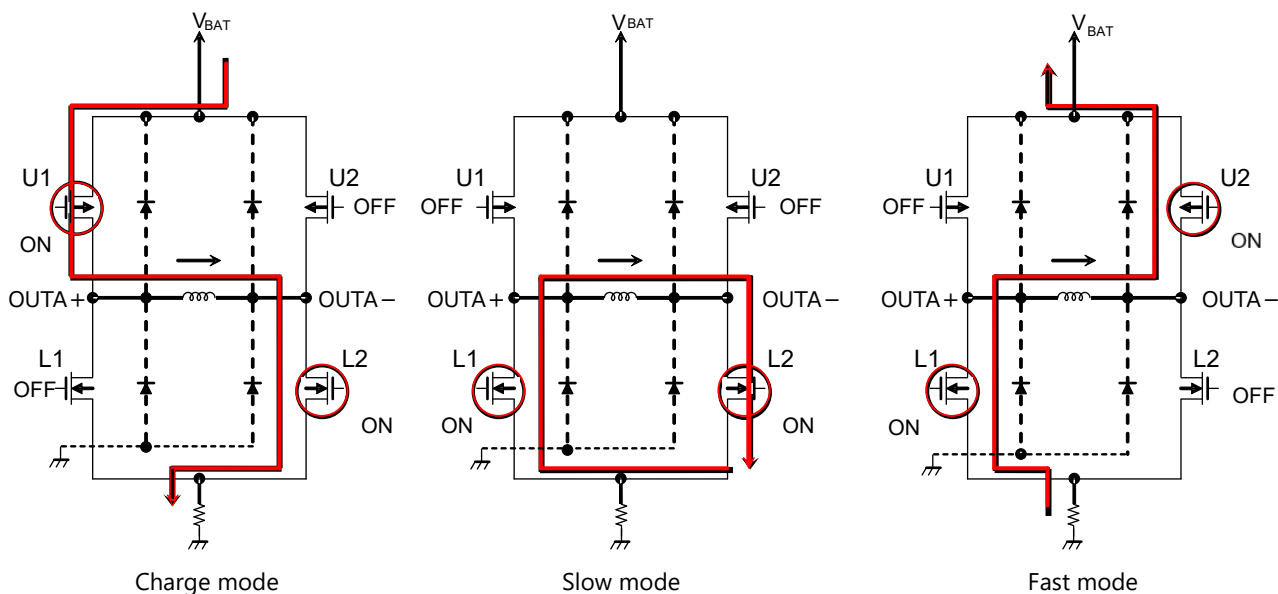 VBAT
U1
U2
OFF
ON
OUTA+
OUTA−
L1
L2
OFF
ON
Charge mode
VBAT
U1
U2
OFF
OFF
OUTA+
OUTA−
L1
L2
ON
ON
Slow mode
VBAT
U1
U2
OFF
ON
OUTA+
OUTA−
L1
L2
OFF
ON
Fast mode